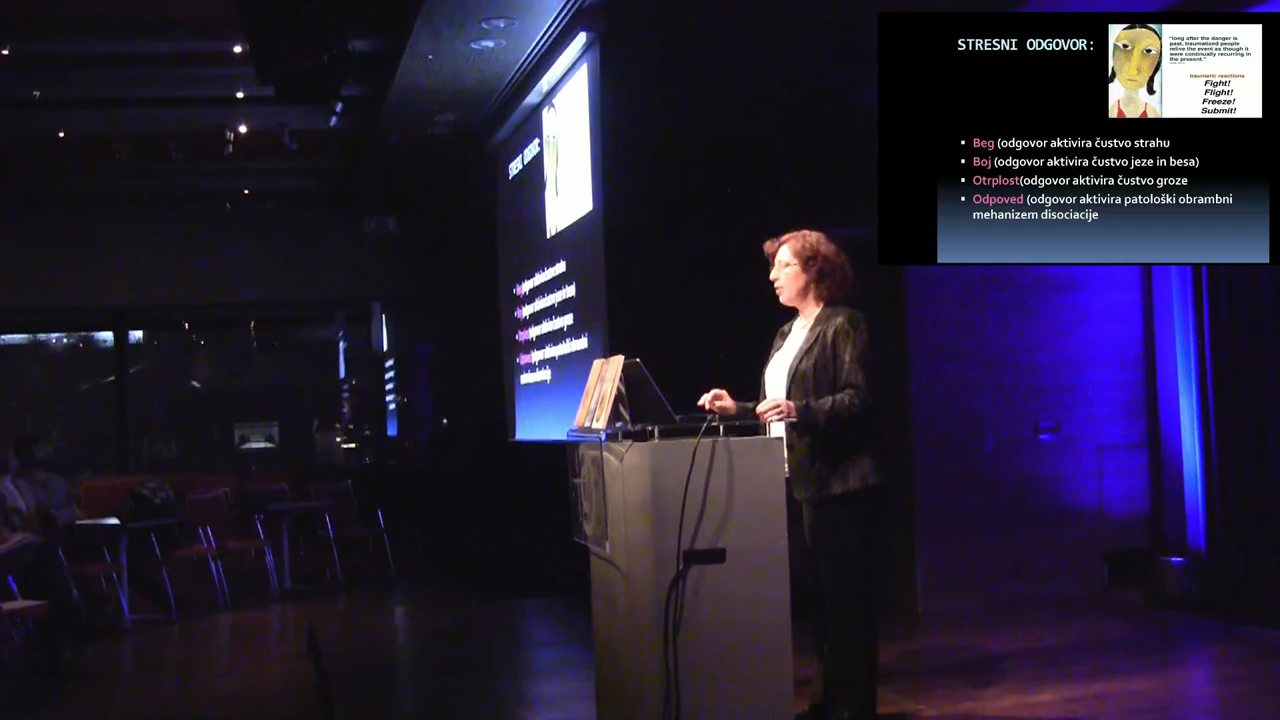 STRESNI ODGOVOR:
"long after the danger is
past, traumatized people
relive the event as though it
were continually recurring in
the present."
traumatic reactions
Fight!
Flight!
Freeze!
Submit!
▪ Beg (odgovor aktivira čustvo strahu
▪ Boj (odgovor aktivira čustvo jeze in besa)
▪ Otrplost(odgovor aktivira čustvo groze
▪ Odpoved (odgovor aktivira patološki obrambni
mehanizem disociacije
STRESNI ODGOVOR: